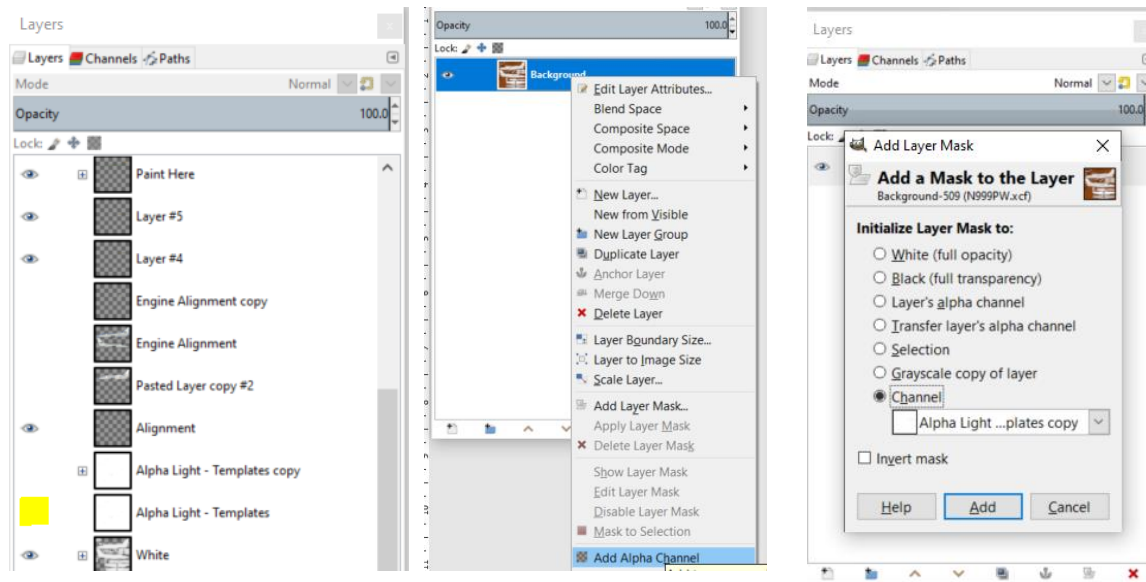 Layers
Layers Channels Paths
Mode Normal
Opacity 100.0
Lock:
Paint Here
Layer #5
Layer #4
Engine Alignment copy
Engine Alignment
Pasted Layer copy #2
Alignment
Alpha Light - Templates copy
Alpha Light - Templates
White
Opacity 100.0
Lock:
Background
Edit Layer Attributes...
Blend Space
Composite Space
Composite Mode
Color Tag
New Layer...
New from Visible
New Layer Group
Duplicate Layer
Anchor Layer
Merge Down
Delete Layer
Layer Boundary Size...
Layer to Image Size
Scale Layer...
Add Layer Mask...
Apply Layer Mask
Delete Layer Mask
Show Layer Mask
Edit Layer Mask
Disable Layer Mask
Mask to Selection
Add Alpha Channel
Layers
Layers Channels Paths
Mode Normal
Opacity 100.0
Lock:
Add Layer Mask
Add a Mask to the Layer
Background-509 (N999PW.xcf)
Initialize Layer Mask to:
White (full opacity)
Black (full transparency)
Layer's alpha channel
Transfer layer's alpha channel
Selection
Grayscale copy of layer
Channel
Alpha Light ...plates copy
Invert mask
Help Add Cancel